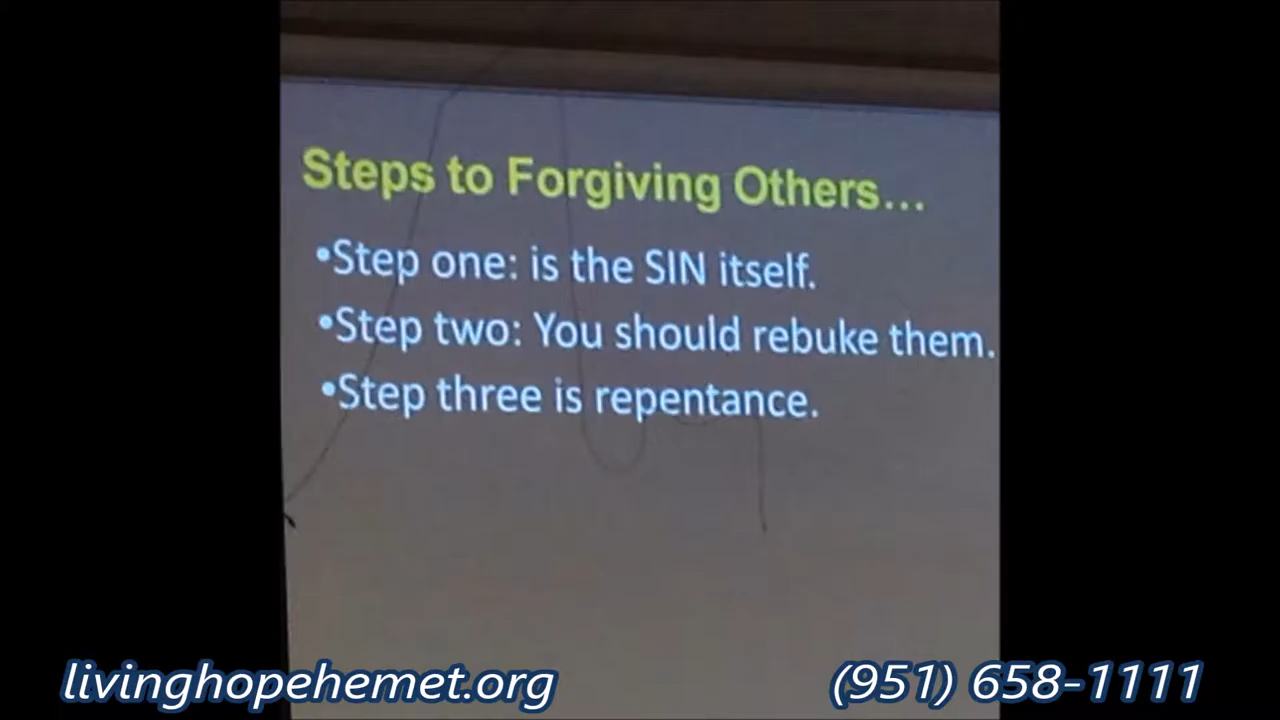 Steps to Forgiving Others...
•Step one: is the SIN itself.
•Step two: You should rebuke them.
•Step three is repentance.
livinghopehemet.org
(951) 658-1111